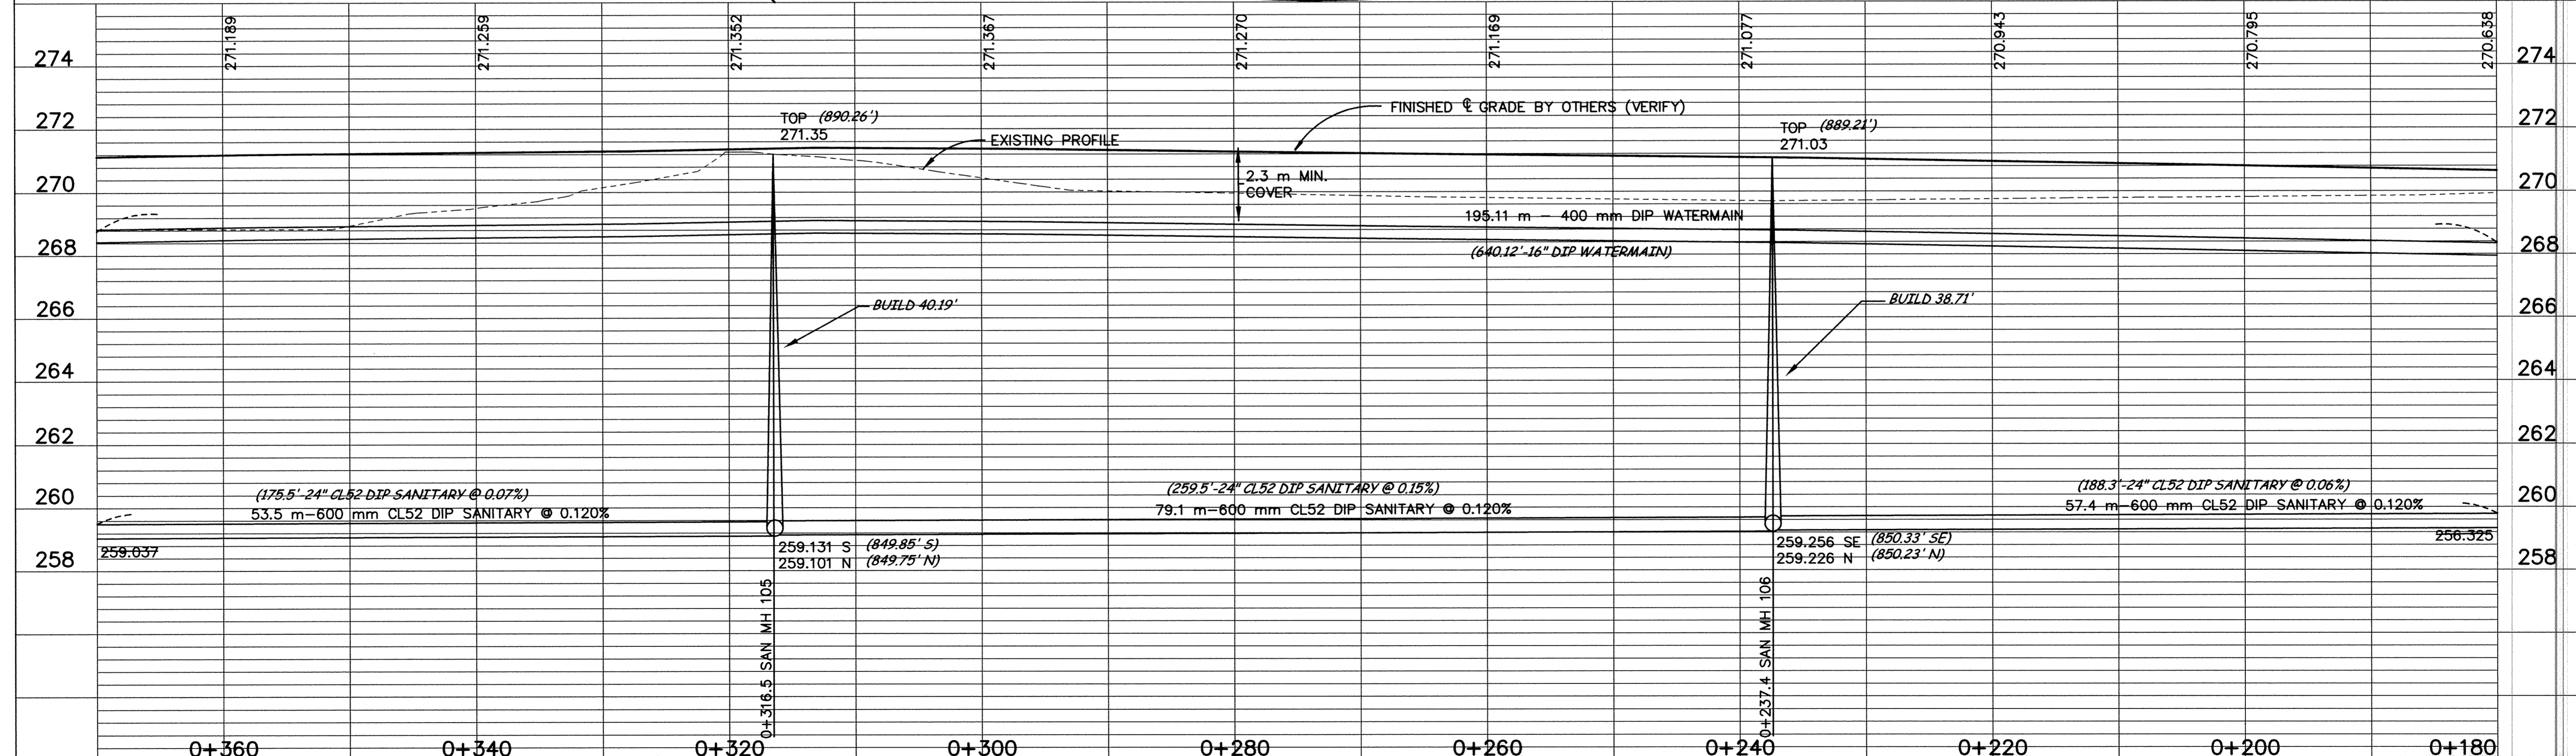 271.189
271.259
271.352
271.367
271.270
271.169
271.077
270.943
270.795
270.638
274
274
272
272
270
270
268
268
266
266
264
264
262
262
260
260
258
258
TOP (890.26')
271.35
EXISTING PROFILE
FINISHED ℄ GRADE BY OTHERS (VERIFY)
2.3 m MIN.
COVER
TOP (889.21')
271.03
195.11 m - 400 mm DIP WATERMAIN
(640.12'-16" DIP WATERMAIN)
BUILD 40.19'
BUILD 38.71'
(175.5'-24" CL52 DIP SANITARY @ 0.07%)
53.5 m-600 mm CL52 DIP SANITARY @ 0.120%
(259.5'-24" CL52 DIP SANITARY @ 0.15%)
79.1 m-600 mm CL52 DIP SANITARY @ 0.120%
(188.3'-24" CL52 DIP SANITARY @ 0.06%)
57.4 m-600 mm CL52 DIP SANITARY @ 0.120%
259.037
259.131 S (849.85' S)
259.101 N (849.75' N)
259.256 SE (850.33' SE)
259.226 N (850.23' N)
256.325
0+316.5 SAN MH 105
0+237.4 SAN MH 106
0+360
0+340
0+320
0+300
0+280
0+260
0+240
0+220
0+200
0+180